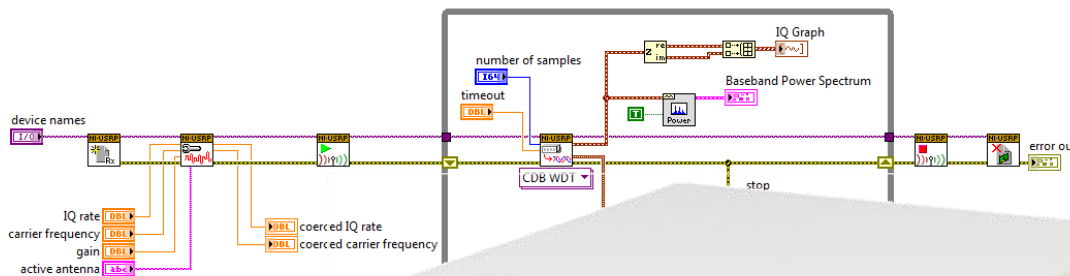 IQ Graph
number of samples
I64
re
z
im
Baseband Power Spectrum
timeout
DBL
T
Power
device names
I/O
NI-USRP
NI-USRP
NI-USRP
NI-USRP
NI-USRP
NI-USRP
Rx
error ou
CDB WDT
stop
IQ rate
DBL
DBL
coerced IQ rate
carrier frequency
DBL
DBL
coerced carrier frequency
gain
DBL
active antenna
abc